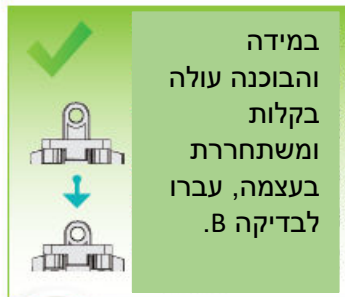 במידה
והבוכנה עולה
בקלות
ומשתחררת
בעצמה, עברו
לבדיקה B.